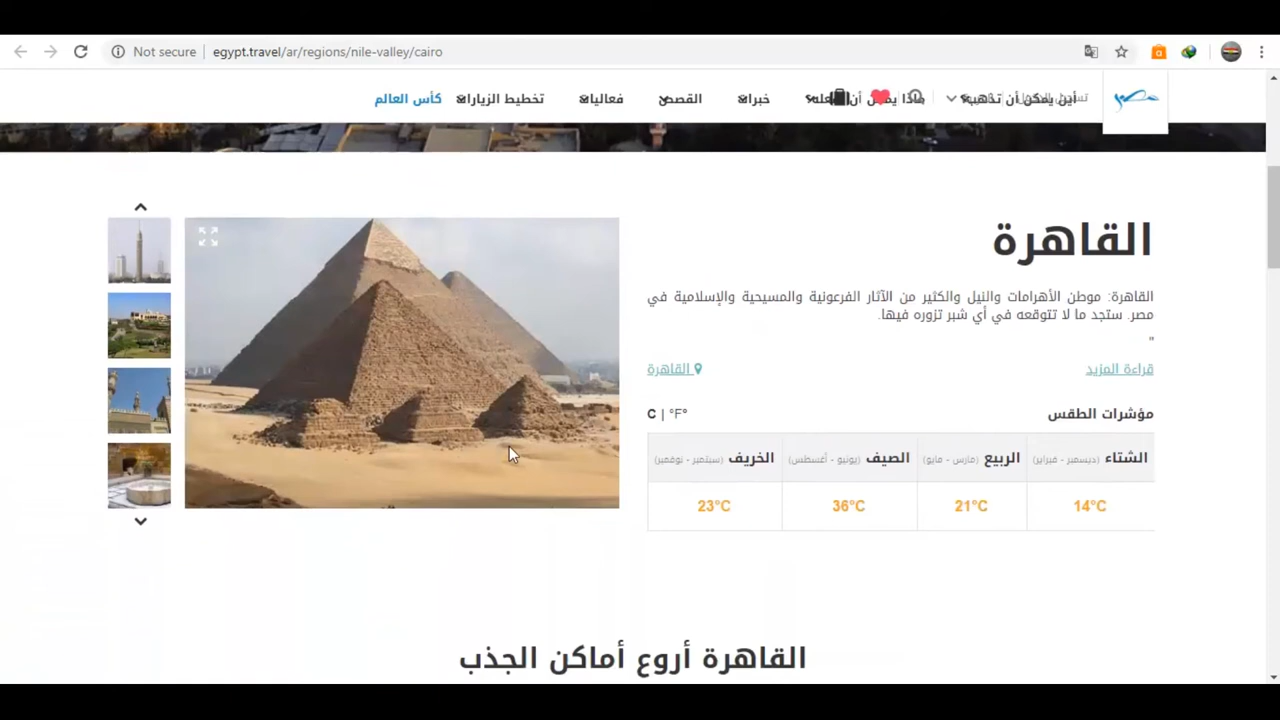 Not secure
egypt.travel/ar/regions/nile-valley/cairo
خبرات
القصص
فعاليات
تخطيط الزيارات
كأس العالم
القاهرة
القاهرة: موطن الأهرامات والنيل والكثير من الآثار الفرعونية والمسيحية والإسلامية في
مصر. ستجد ما لا تتوقعه في أي شبر تزوره فيها.
"
قراءة المزيد
القاهرة
مؤشرات الطقس
C | °F°
الشتاء (ديسمبر - فبراير) الربيع (مارس - مايو) الصيف (يونيو - أغسطس) الخريف (سبتمبر - نوفمبر)
14°C 21°C 36°C 23°C
القاهرة أروع أماكن الجذب